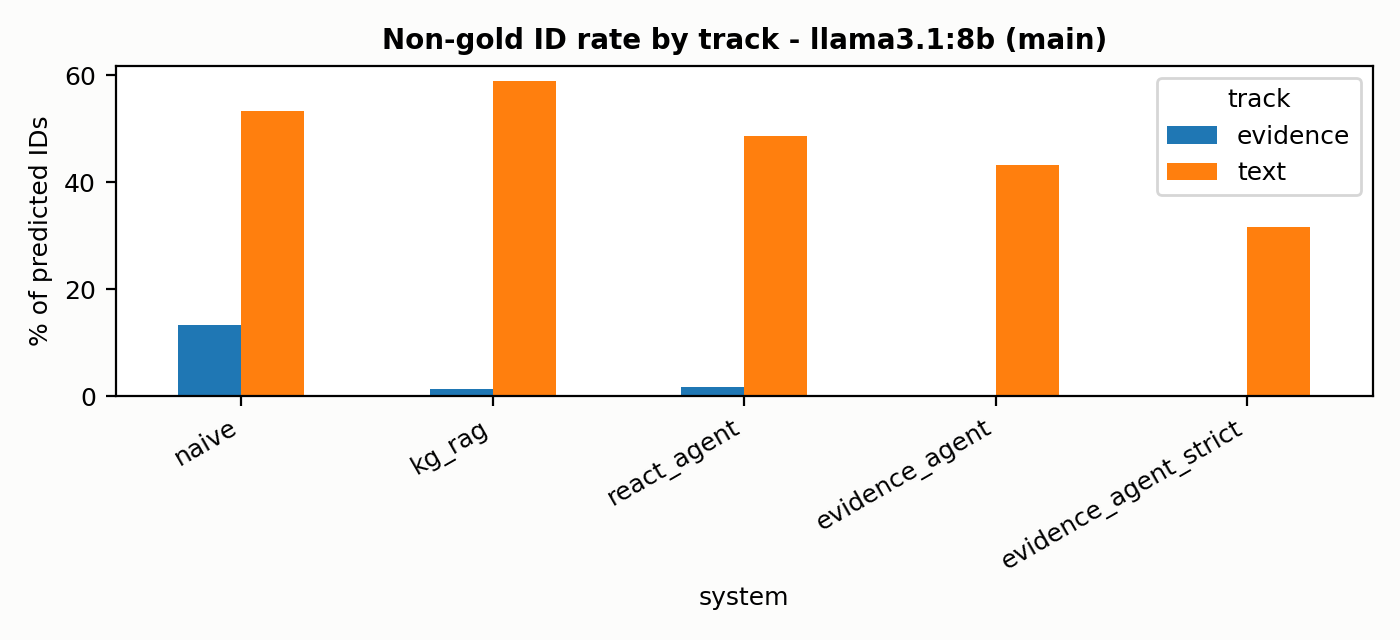 Non-gold ID rate by track - llama3.1:8b (main)
% of predicted IDs
60
40
20
0
track
evidence
text
naive
kg_rag
react_agent
evidence_agent
evidence_agent_strict
system